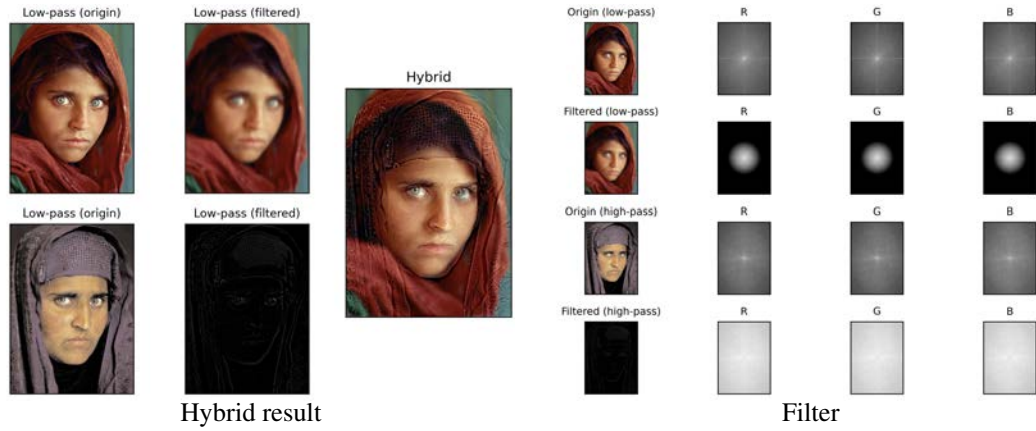 Low-pass (origin)
Low-pass (filtered)
Hybrid
Low-pass (origin)
Low-pass (filtered)
Hybrid result
Origin (low-pass)
R
G
B
Filtered (low-pass)
R
G
B
Origin (high-pass)
R
G
B
Filtered (high-pass)
R
G
B
Filter